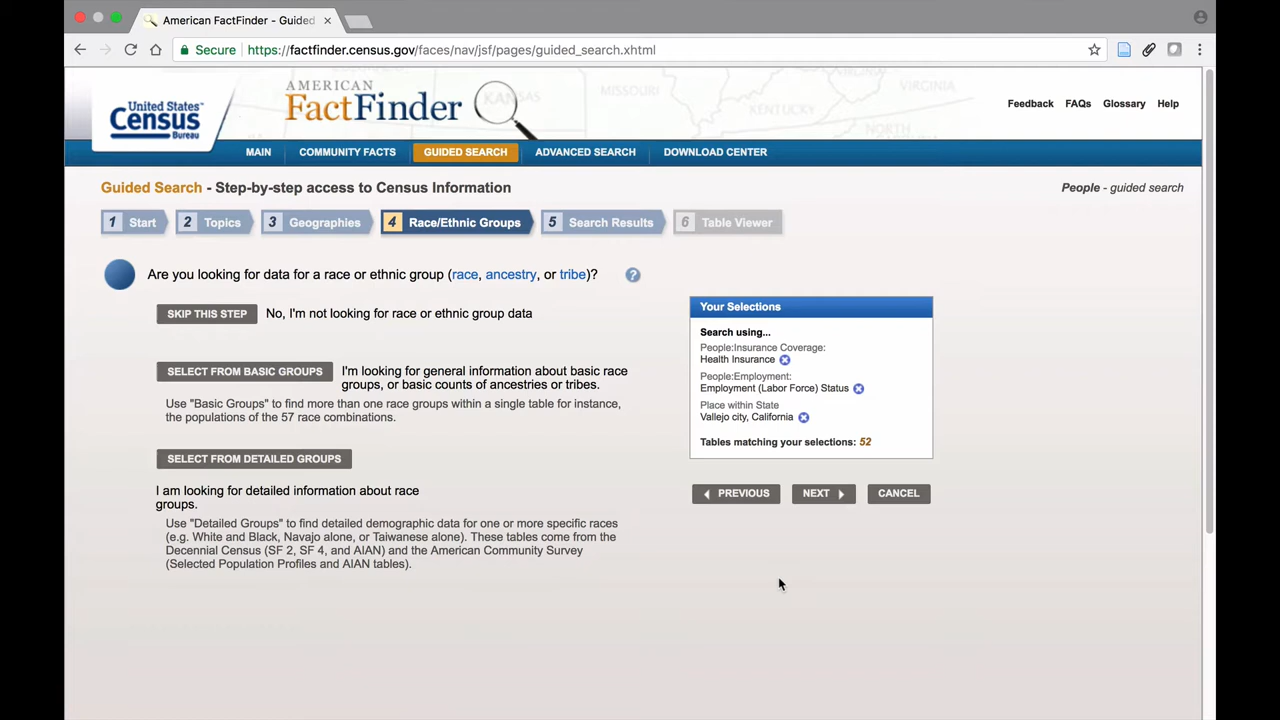 American FactFinder - Guided
Secure https://factfinder.census.gov/faces/nav/jsf/pages/guided_search.xhtml
United States Census Bureau
AMERICAN
FactFinder
KANSAS
MISSOURI
KENTUCKY
VIRGINIA
NORTH
CAROLINA
Feedback FAQs Glossary Help
MAIN COMMUNITY FACTS GUIDED SEARCH ADVANCED SEARCH DOWNLOAD CENTER
Guided Search - Step-by-step access to Census Information
People - guided search
1 Start 2 Topics 3 Geographies 4 Race/Ethnic Groups 5 Search Results 6 Table Viewer
Are you looking for data for a race or ethnic group (race, ancestry, or tribe)? ?
SKIP THIS STEP No, I'm not looking for race or ethnic group data
SELECT FROM BASIC GROUPS I'm looking for general information about basic race
groups, or basic counts of ancestries or tribes.
Use "Basic Groups" to find more than one race groups within a single table for instance,
the populations of the 57 race combinations.
SELECT FROM DETAILED GROUPS
I am looking for detailed information about race
groups.
Use "Detailed Groups" to find detailed demographic data for one or more specific races
(e.g. White and Black, Navajo alone, or Taiwanese alone). These tables come from the
Decennial Census (SF 2, SF 4, and AIAN) and the American Community Survey
(Selected Population Profiles and AIAN tables).
Your Selections
Search using...
People:Insurance Coverage:
Health Insurance
People:Employment:
Employment (Labor Force) Status
Place within State
Vallejo city, California
Tables matching your selections: 52
PREVIOUS NEXT CANCEL